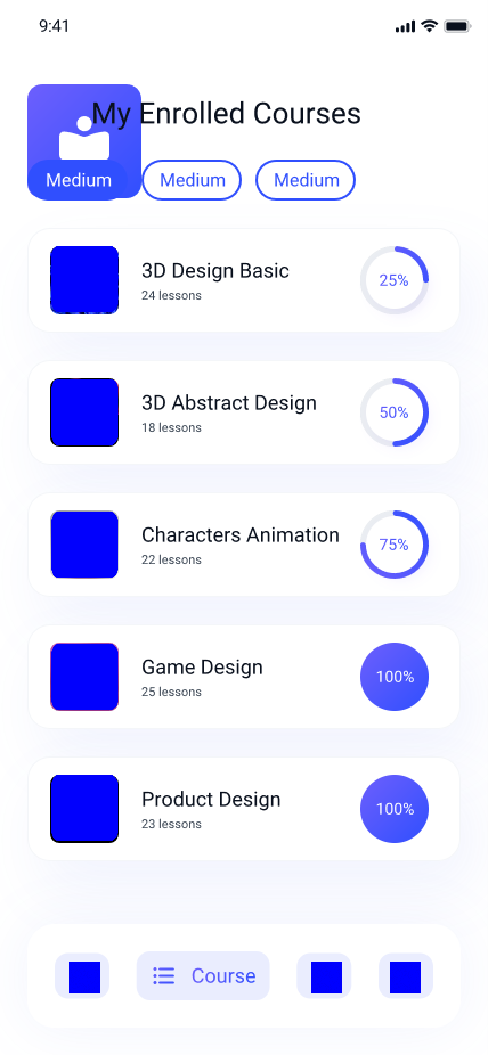 9:41
My Enrolled Courses
Medium Medium Medium
3D Design Basic
24 lessons
25%
3D Abstract Design
18 lessons
50%
Characters Animation
22 lessons
75%
Game Design
25 lessons
100%
Product Design
23 lessons
100%
Course